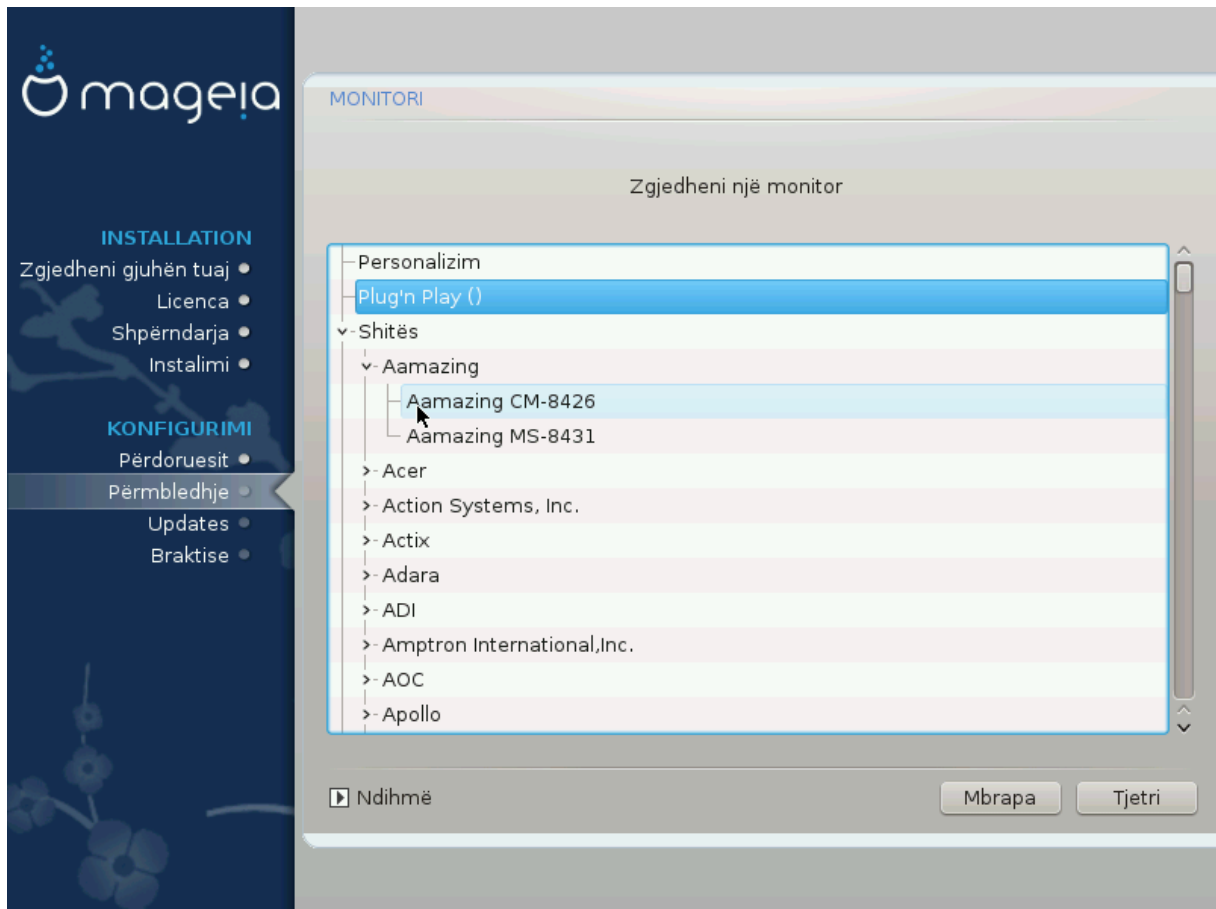 mageia
INSTALLATION
Zgjedheni gjuhën tuaj
Licenca
Shpërndarja
Instalimi
KONFIGURIMI
Përdoruesit
Përmbledhje
Updates
Braktise
MONITORI
Zgjedheni një monitor
Personalizim
Plug'n Play ()
Shitës
Aamazing
Aamazing CM-8426
Aamazing MS-8431
Acer
Action Systems, Inc.
Actix
Adara
ADI
Amptron International,Inc.
AOC
Apollo
Ndihmë
Mbrapa
Tjetri